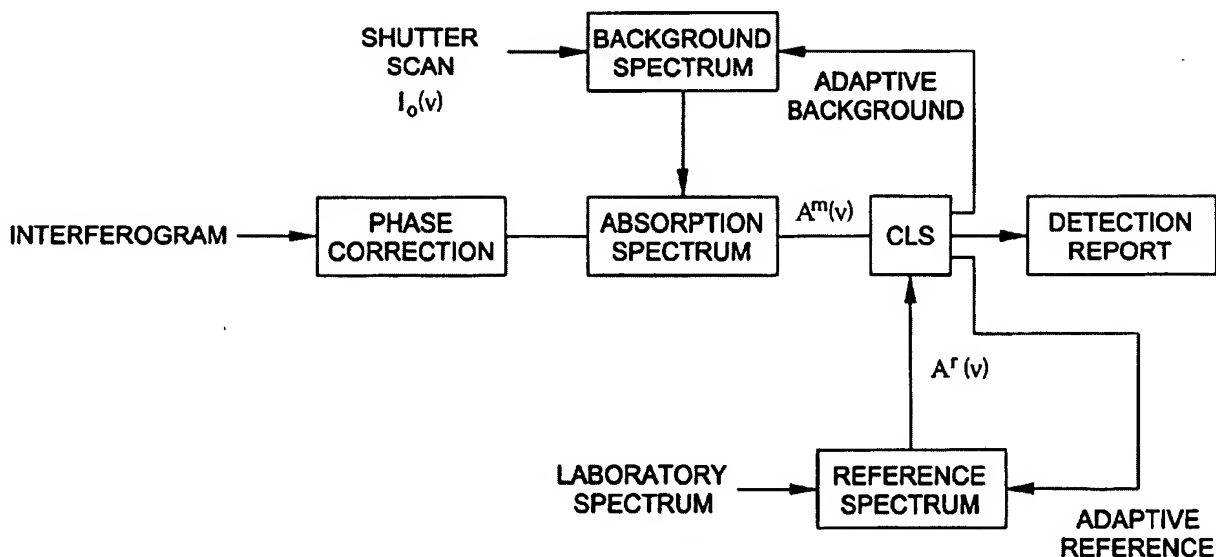 SHUTTER
SCAN
I₀(ν)
BACKGROUND
SPECTRUM
ADAPTIVE
BACKGROUND
INTERFEROGRAM
PHASE
CORRECTION
ABSORPTION
SPECTRUM
Aᵐ(ν)
CLS
DETECTION
REPORT
Aʳ (ν)
LABORATORY
SPECTRUM
REFERENCE
SPECTRUM
ADAPTIVE
REFERENCE